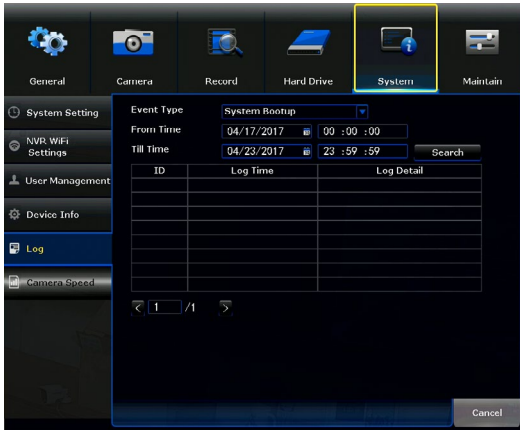 General Camera Record Hard Drive System Maintain
System Setting
NVR WiFi
Settings
User Management
Device Info
Log
Camera Speed
Event Type System Bootup
From Time 04/17/2017 00 :00 :00
Till Time 04/23/2017 23 :59 :59 Search
ID Log Time Log Detail
< 1 /1 >
Cancel